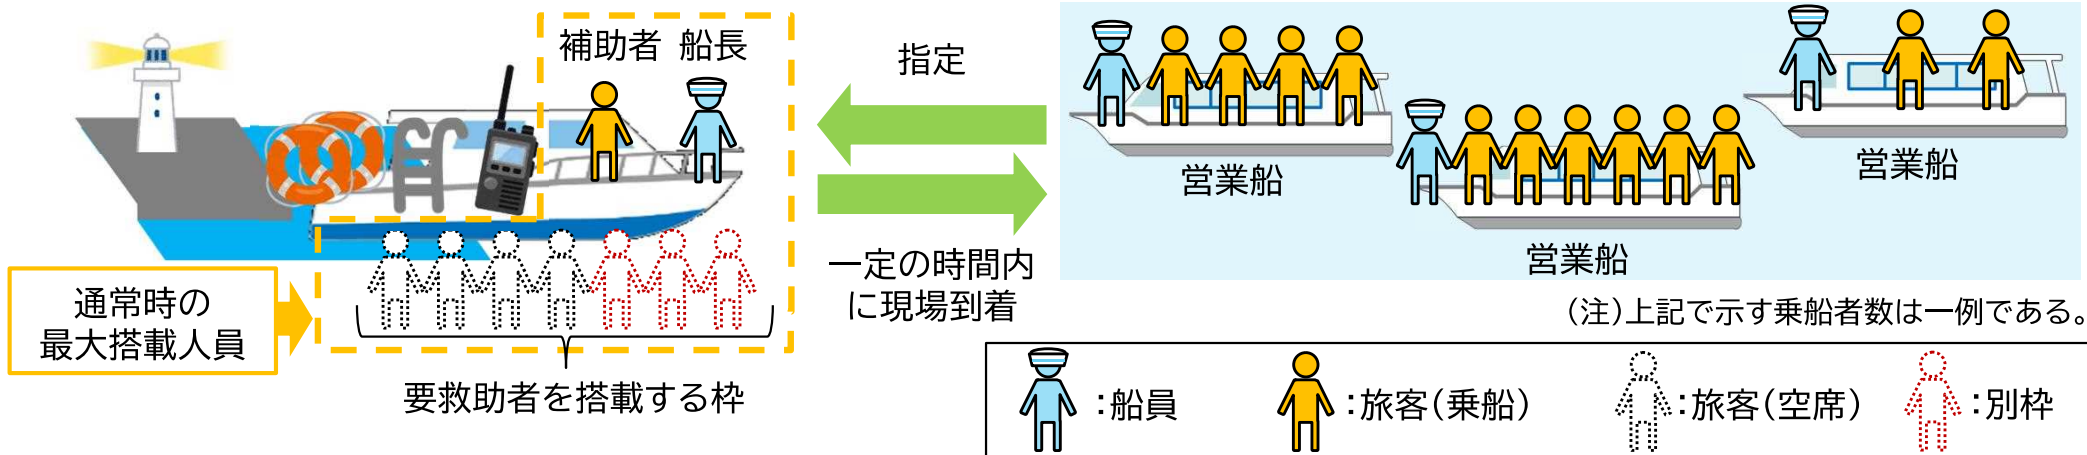 補助者 船長
通常時の
最大搭載人員
要救助者を搭載する枠
指定
一定の時間内
に現場到着
営業船
営業船
営業船
(注)上記で示す乗船者数は一例である。
:船員
:旅客(乗船)
:旅客(空席)
:別枠